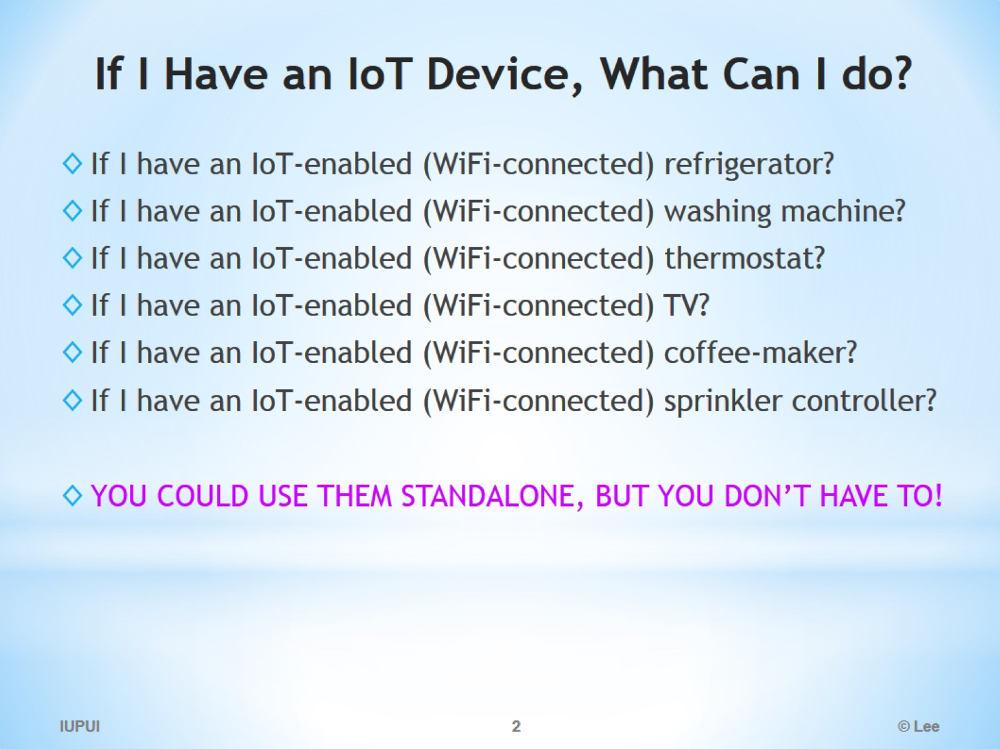 If I Have an IoT Device, What Can I do?
◇ If I have an IoT-enabled (WiFi-connected) refrigerator?
◇ If I have an IoT-enabled (WiFi-connected) washing machine?
◇ If I have an IoT-enabled (WiFi-connected) thermostat?
◇ If I have an IoT-enabled (WiFi-connected) TV?
◇ If I have an IoT-enabled (WiFi-connected) coffee-maker?
◇ If I have an IoT-enabled (WiFi-connected) sprinkler controller?
◇ YOU COULD USE THEM STANDALONE, BUT YOU DON’T HAVE TO!
IUPUI 2 © Lee